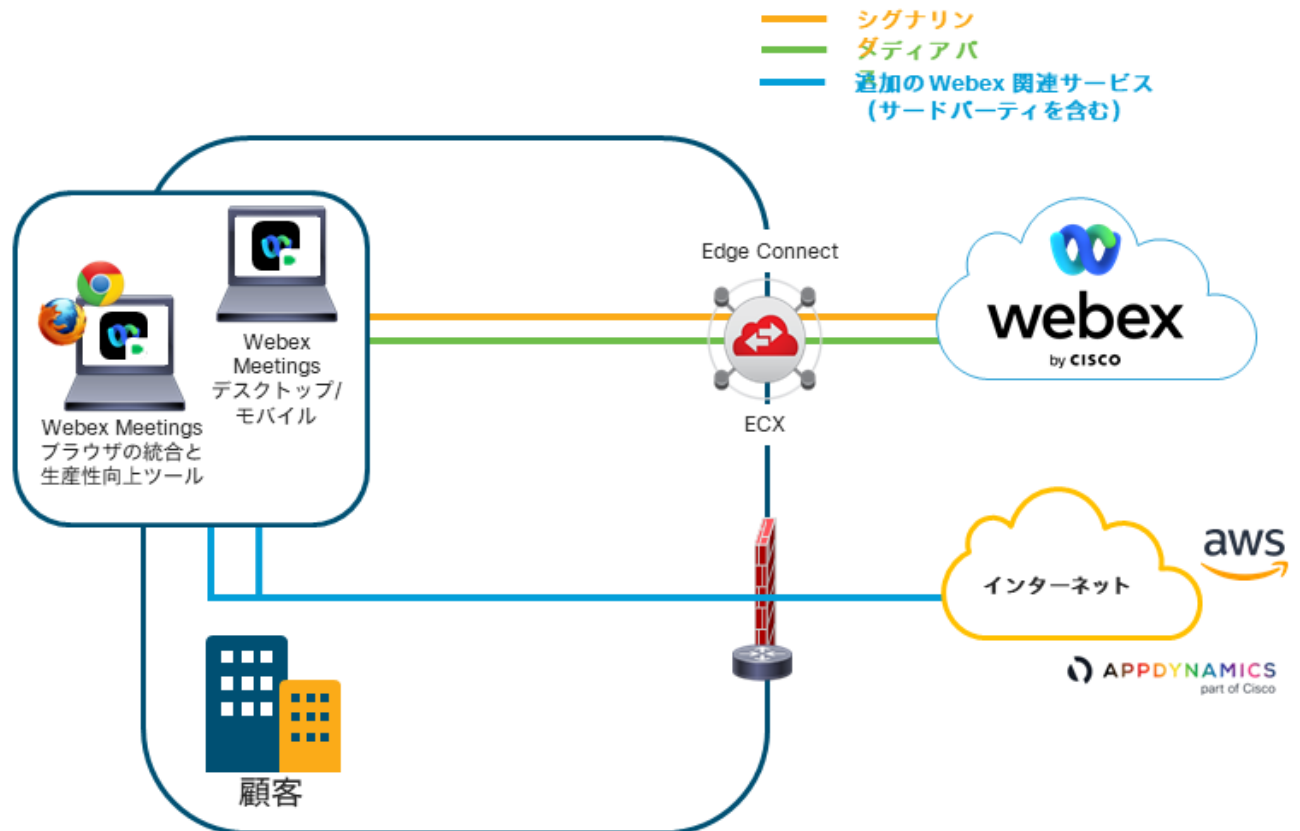 シグナリン
グ
メディア パ
ス
追加の Webex 関連サービス
(サードパーティを含む)
Edge Connect
webex
by CISCO
Webex
Meetings
デスクトップ/
モバイル
Webex Meetings
ブラウザの統合と
生産性向上ツール
ECX
インターネット
aws
APPDYNAMICS
part of Cisco
顧客